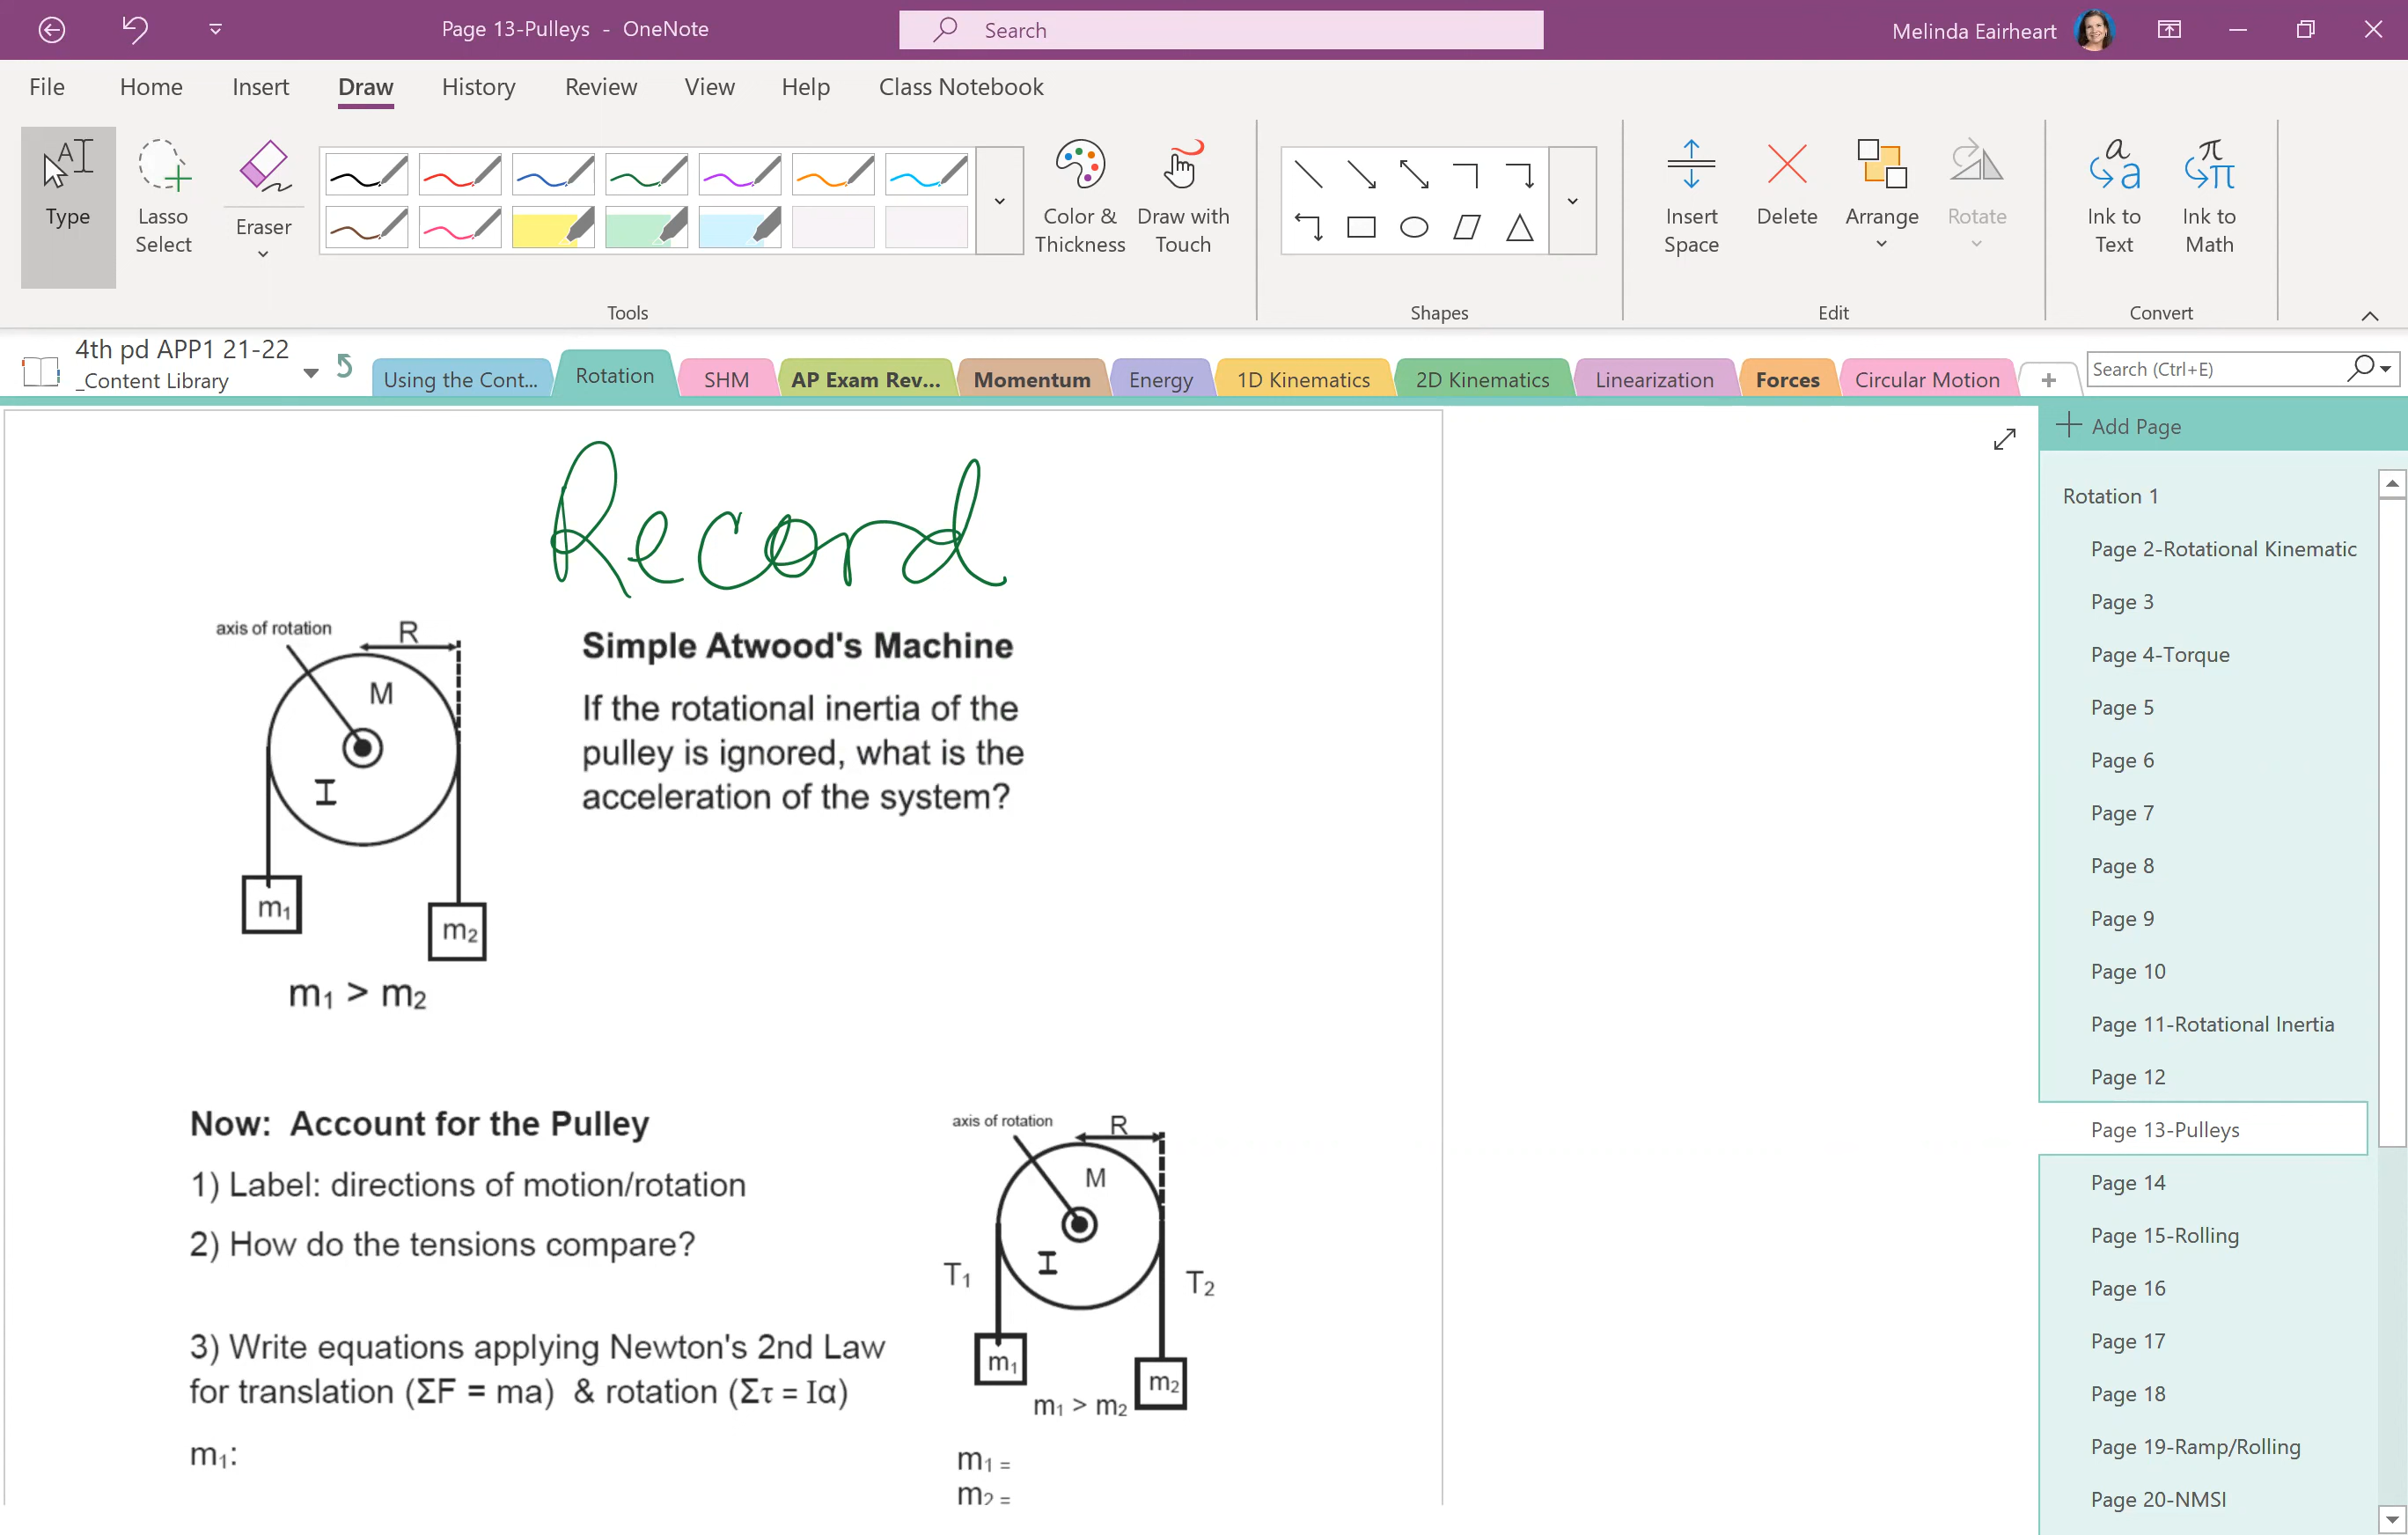 Page 13-Pulleys - OneNote
Search
Melinda Eairheart
File Home Insert Draw History Review View Help Class Notebook
Type
Lasso Select
Eraser
Color & Thickness
Draw with Touch
Insert Space
Delete
Arrange
Rotate
Ink to Text
Ink to Math
Tools Shapes Edit Convert
4th pd APP1 21-22
_Content Library
Using the Cont... Rotation SHM AP Exam Rev... Momentum Energy 1D Kinematics 2D Kinematics Linearization Forces Circular Motion +
Search (Ctrl+E)
Record
axis of rotation
R
M
I
m₁
m₂
m₁ > m₂
Simple Atwood's Machine
If the rotational inertia of the
pulley is ignored, what is the
acceleration of the system?
Now: Account for the Pulley
1) Label: directions of motion/rotation
2) How do the tensions compare?
3) Write equations applying Newton's 2nd Law
for translation (ΣF = ma) & rotation (Στ = Iα)
m₁:
axis of rotation
R
M
I
T₁
T₂
m₁
m₂
m₁ > m₂
m₁ =
m₂ =
Add Page
Rotation 1
Page 2-Rotational Kinematic
Page 3
Page 4-Torque
Page 5
Page 6
Page 7
Page 8
Page 9
Page 10
Page 11-Rotational Inertia
Page 12
Page 13-Pulleys
Page 14
Page 15-Rolling
Page 16
Page 17
Page 18
Page 19-Ramp/Rolling
Page 20-NMSI